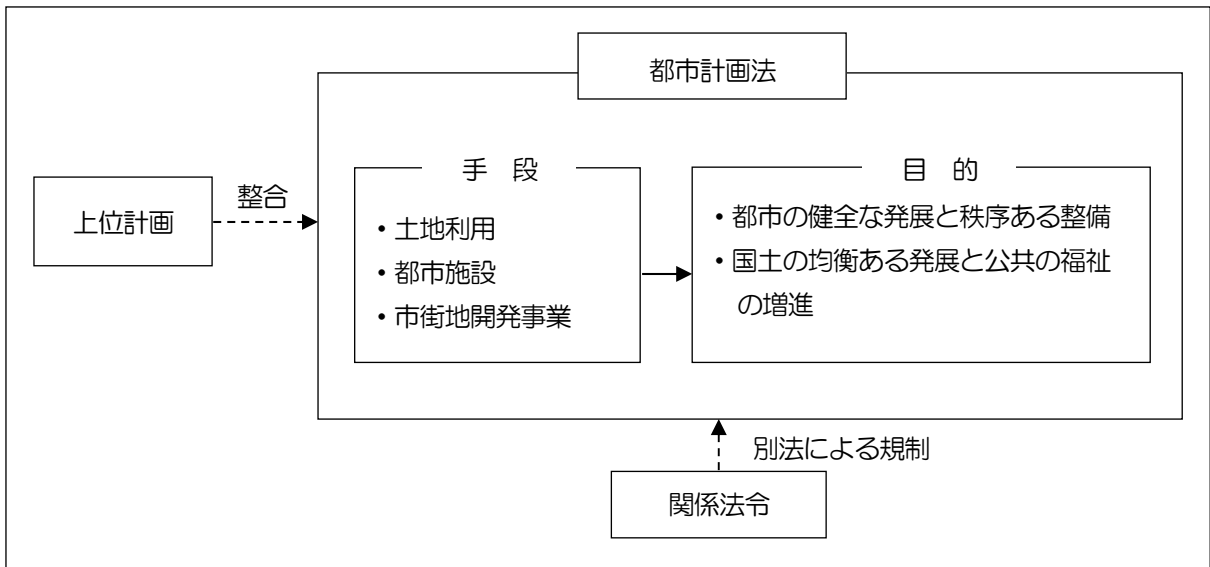 都市計画法
上位計画
整合
手　段
・土地利用
・都市施設
・市街地開発事業
目　的
・都市の健全な発展と秩序ある整備
・国土の均衡ある発展と公共の福祉
の増進
別法による規制
関係法令